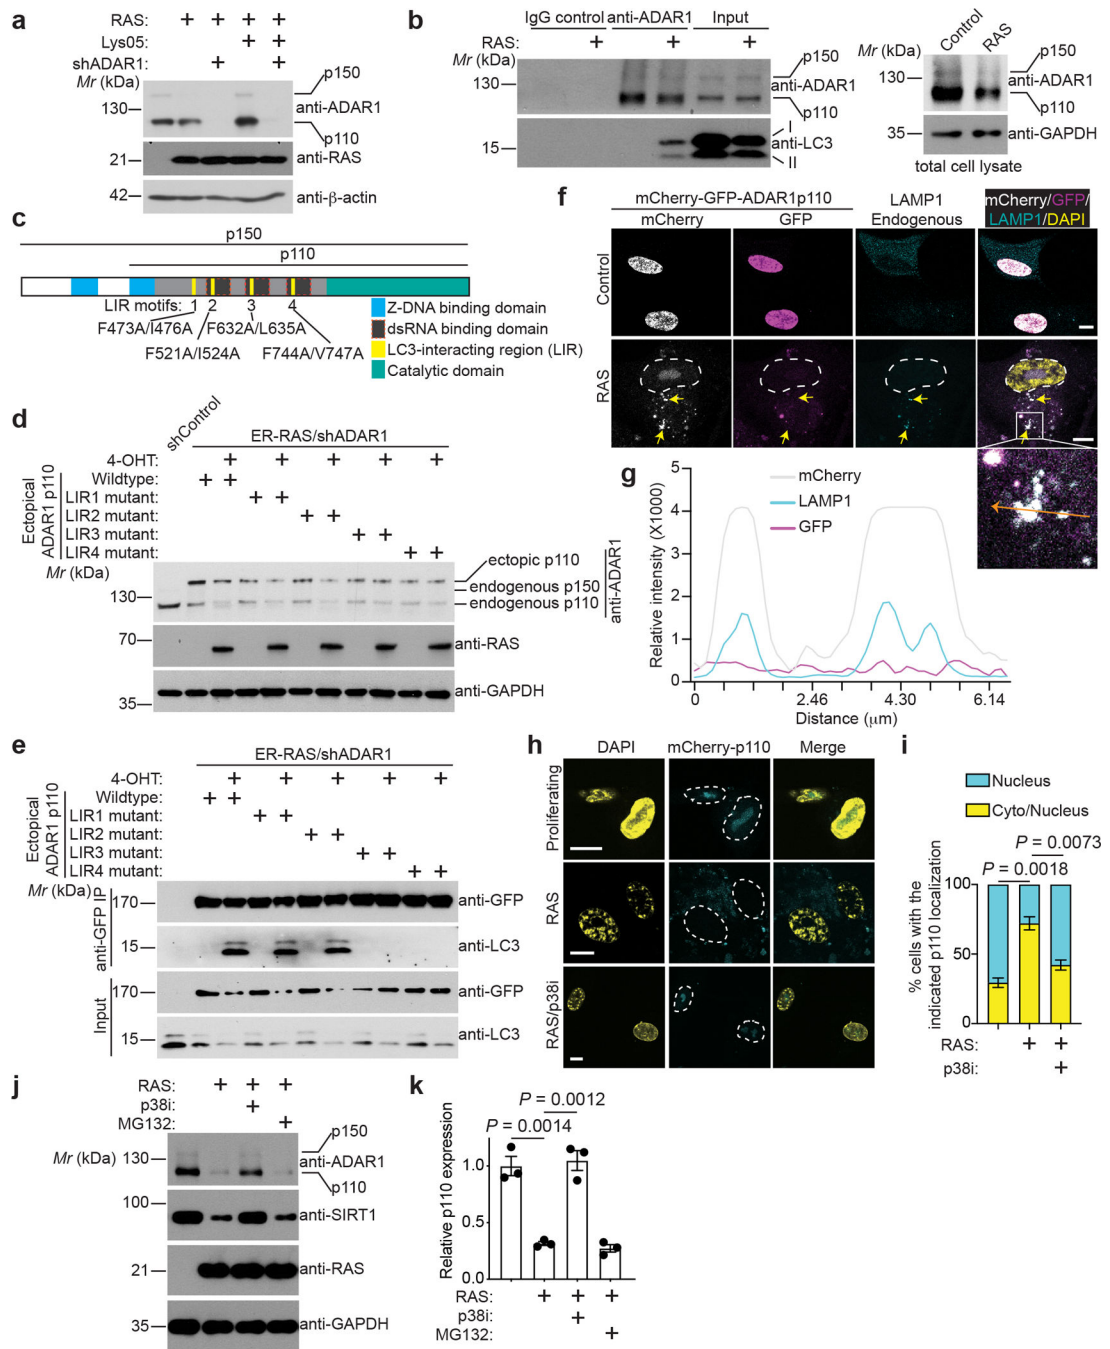 a
RAS: + + + +
Lys05: + +
shADAR1: + +
Mr (kDa)
p150
130
anti-ADAR1
p110
21
anti-RAS
42
anti-β-actin
b
IgG control anti-ADAR1 Input
RAS: + + +
Mr (kDa)
130
p150
anti-ADAR1
p110
15
I
anti-LC3
II
Control
RAS
Mr (kDa)
130
p150
anti-ADAR1
p110
35
anti-GAPDH
total cell lysate
c
p150
p110
LIR motifs: 1 2 3 4
F473A/I476A
F632A/L635A
F521A/I524A
F744A/V747A
Z-DNA binding domain
dsRNA binding domain
LC3-interacting region (LIR)
Catalytic domain
d
shControl
ER-RAS/shADAR1
4-OHT: + + + + +
Ectopical
ADAR1 p110
Wildtype: + +
LIR1 mutant: + +
LIR2 mutant: + +
LIR3 mutant: + +
LIR4 mutant: + +
Mr (kDa)
130
ectopic p110
endogenous p150
endogenous p110
anti-ADAR1
70
anti-RAS
anti-GAPDH
35
e
ER-RAS/shADAR1
4-OHT: + + + + +
Ectopical
ADAR1 p110
Wildtype: + +
LIR1 mutant: + +
LIR2 mutant: + +
LIR3 mutant: + +
LIR4 mutant: + +
Mr (kDa)
anti-GFP IP
170
anti-GFP
15
anti-LC3
Input
170
anti-GFP
15
anti-LC3
f
mCherry-GFP-ADAR1p110
mCherry
GFP
LAMP1
Endogenous
mCherry/GFP/
LAMP1/DAPI
Control
RAS
g
Relative intensity (X1000)
5
4
3
2
1
0
mCherry
LAMP1
GFP
0 2.46 4.30 6.14
Distance (μm)
h
DAPI mCherry-p110 Merge
Proliferating
RAS
RAS/p38i
i
Nucleus
Cyto/Nucleus
P = 0.0073
P = 0.0018
% cells with the
indicated p110 localization
100
50
0
RAS: + +
p38i: +
j
RAS: + + +
p38i: +
MG132: +
Mr (kDa)
p150
130
anti-ADAR1
p110
100
anti-SIRT1
21
anti-RAS
35
anti-GAPDH
k
P = 0.0012
P = 0.0014
Relative p110 expression
1.0
0.5
0.0
RAS: + + +
p38i: +
MG132: +